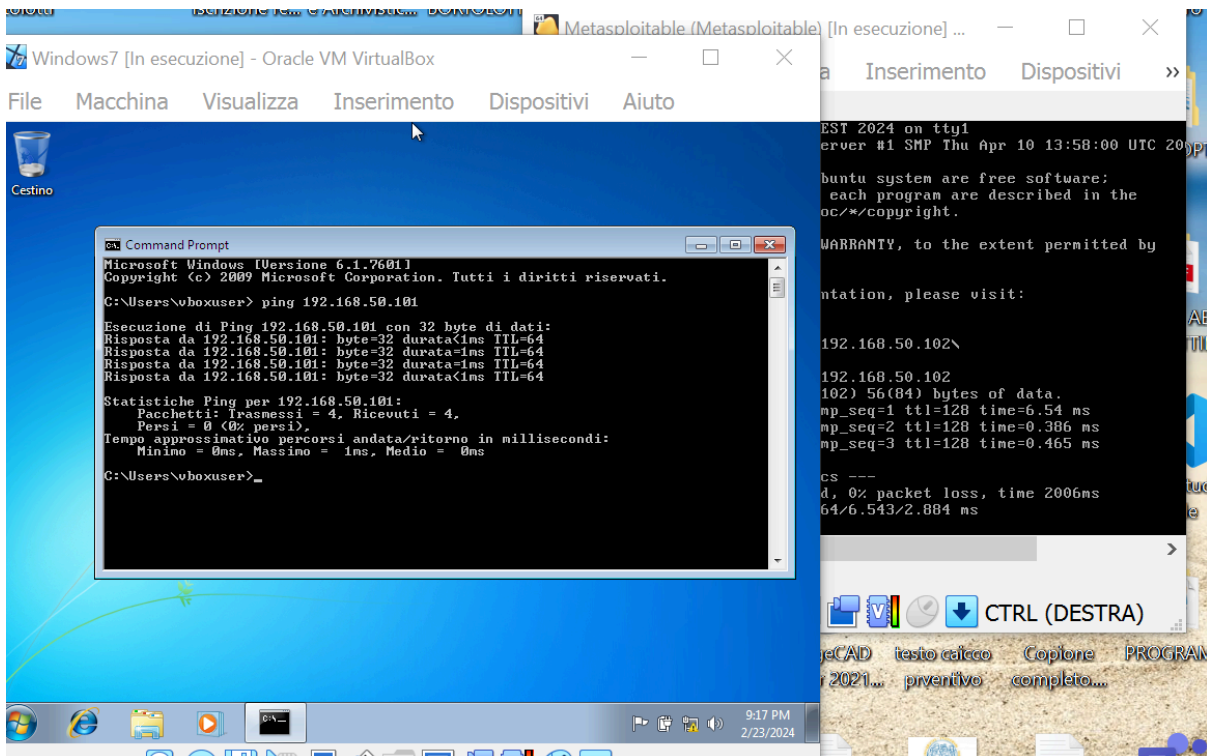 Metasploitable (Metasploitable) [In esecuzione] ...
Inserimento Dispositivi »
Windows7 [In esecuzione] - Oracle VM VirtualBox
File Macchina Visualizza Inserimento Dispositivi Aiuto
Cestino
Command Prompt
Microsoft Windows [Versione 6.1.7601]
Copyright (c) 2009 Microsoft Corporation. Tutti i diritti riservati.
C:\Users\vboxuser> ping 192.168.50.101
Esecuzione di Ping 192.168.50.101 con 32 byte di dati:
Risposta da 192.168.50.101: byte=32 durata<1ms TTL=64
Risposta da 192.168.50.101: byte=32 durata=1ms TTL=64
Risposta da 192.168.50.101: byte=32 durata=1ms TTL=64
Risposta da 192.168.50.101: byte=32 durata<1ms TTL=64
Statistiche Ping per 192.168.50.101:
Pacchetti: Trasmessi = 4, Ricevuti = 4,
Persi = 0 (0% persi),
Tempo approssimativo percorsi andata/ritorno in millisecondi:
Minimo = 0ms, Massimo = 1ms, Medio = 0ms
C:\Users\vboxuser>_
9:17 PM
2/23/2024
EST 2024 on tty1
erver #1 SMP Thu Apr 10 13:58:00 UTC 20
buntu system are free software;
each program are described in the
oc/*/copyright.
WARRANTY, to the extent permitted by
ntation, please visit:
192.168.50.102\
192.168.50.102
102) 56(84) bytes of data.
mp_seq=1 ttl=128 time=6.54 ms
mp_seq=2 ttl=128 time=0.386 ms
mp_seq=3 ttl=128 time=0.465 ms
cs ---
d, 0% packet loss, time 2006ms
64/6.543/2.884 ms
CTRL (DESTRA)
geCAD testo caicco Copione PROGRAM
r 2021... prventivo completo....